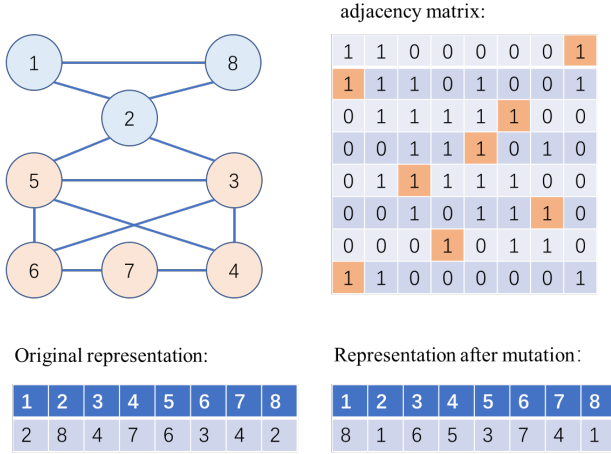 adjacency matrix:
1 8
2
5 3
6 7 4
1 1 0 0 0 0 0 1
1 1 1 0 1 0 0 1
0 1 1 1 1 1 0 0
0 0 1 1 1 0 1 0
0 1 1 1 1 1 0 0
0 0 1 0 1 1 1 0
0 0 0 1 0 1 1 0
1 1 0 0 0 0 0 1
Original representation:
1 2 3 4 5 6 7 8
2 8 4 7 6 3 4 2
Representation after mutation:
1 2 3 4 5 6 7 8
8 1 6 5 3 7 4 1